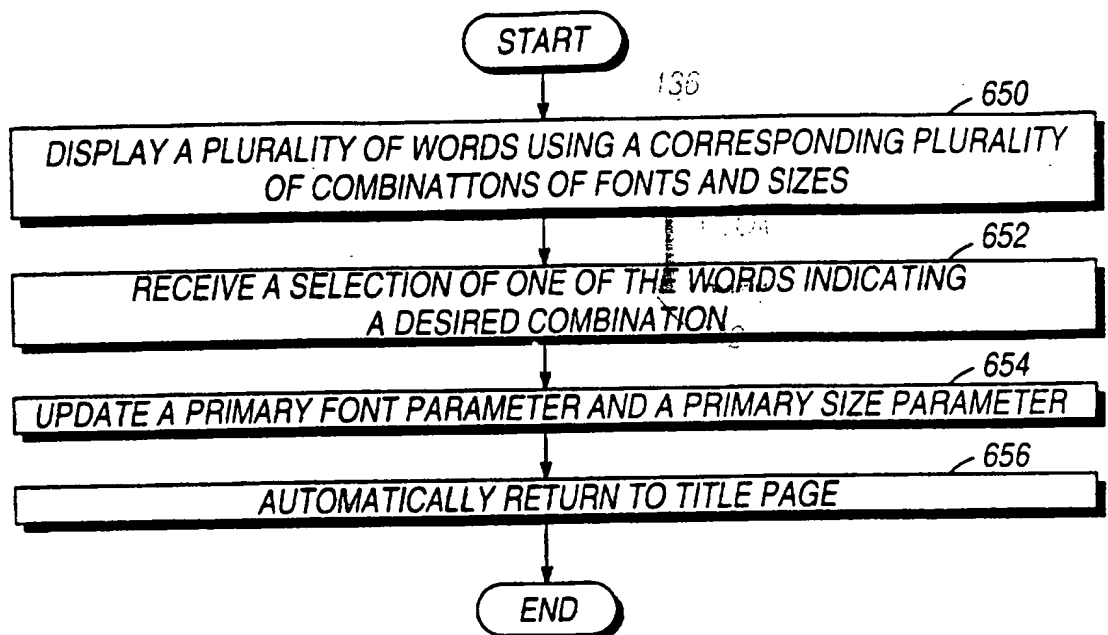 START
136
650
DISPLAY A PLURALITY OF WORDS USING A CORRESPONDING PLURALITY
OF COMBINATTONS OF FONTS AND SIZES
652
RECEIVE A SELECTION OF ONE OF THE WORDS INDICATING
A DESIRED COMBINATION
654
UPDATE A PRIMARY FONT PARAMETER AND A PRIMARY SIZE PARAMETER
656
AUTOMATICALLY RETURN TO TITLE PAGE
END